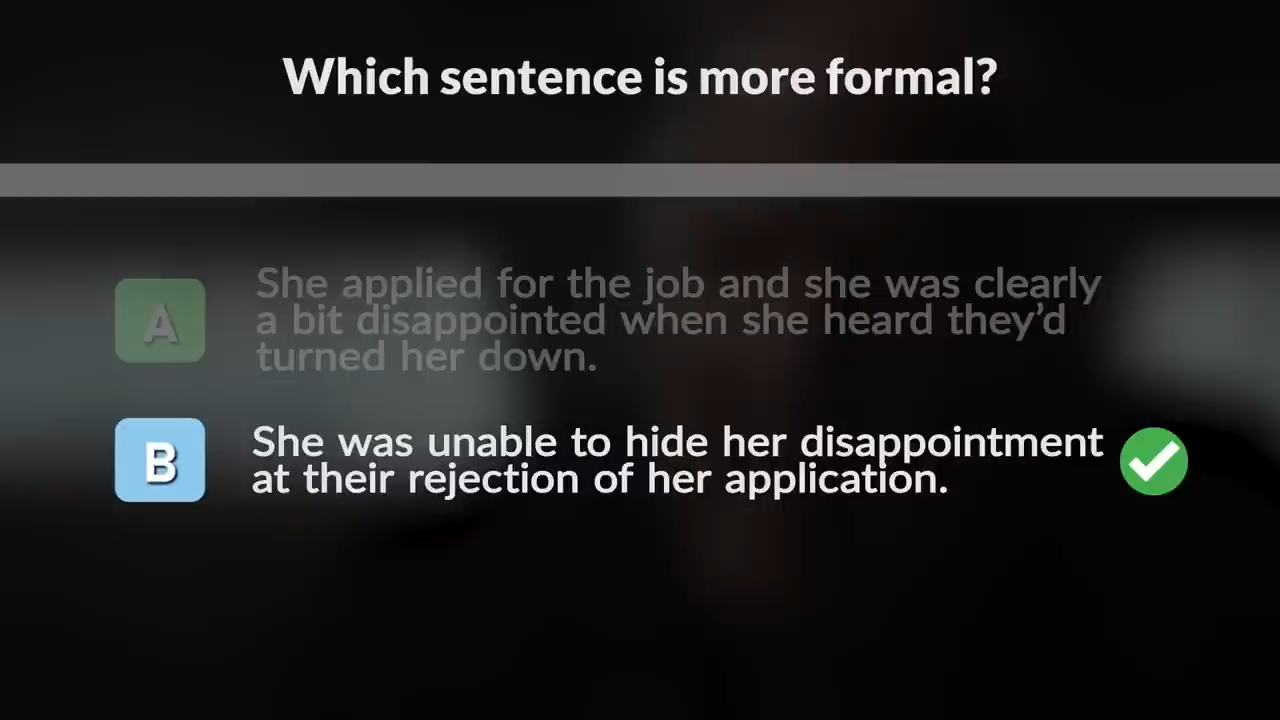 Which sentence is more formal?
A
She applied for the job and she was clearly
a bit disappointed when she heard they’d
turned her down.
B
She was unable to hide her disappointment
at their rejection of her application.